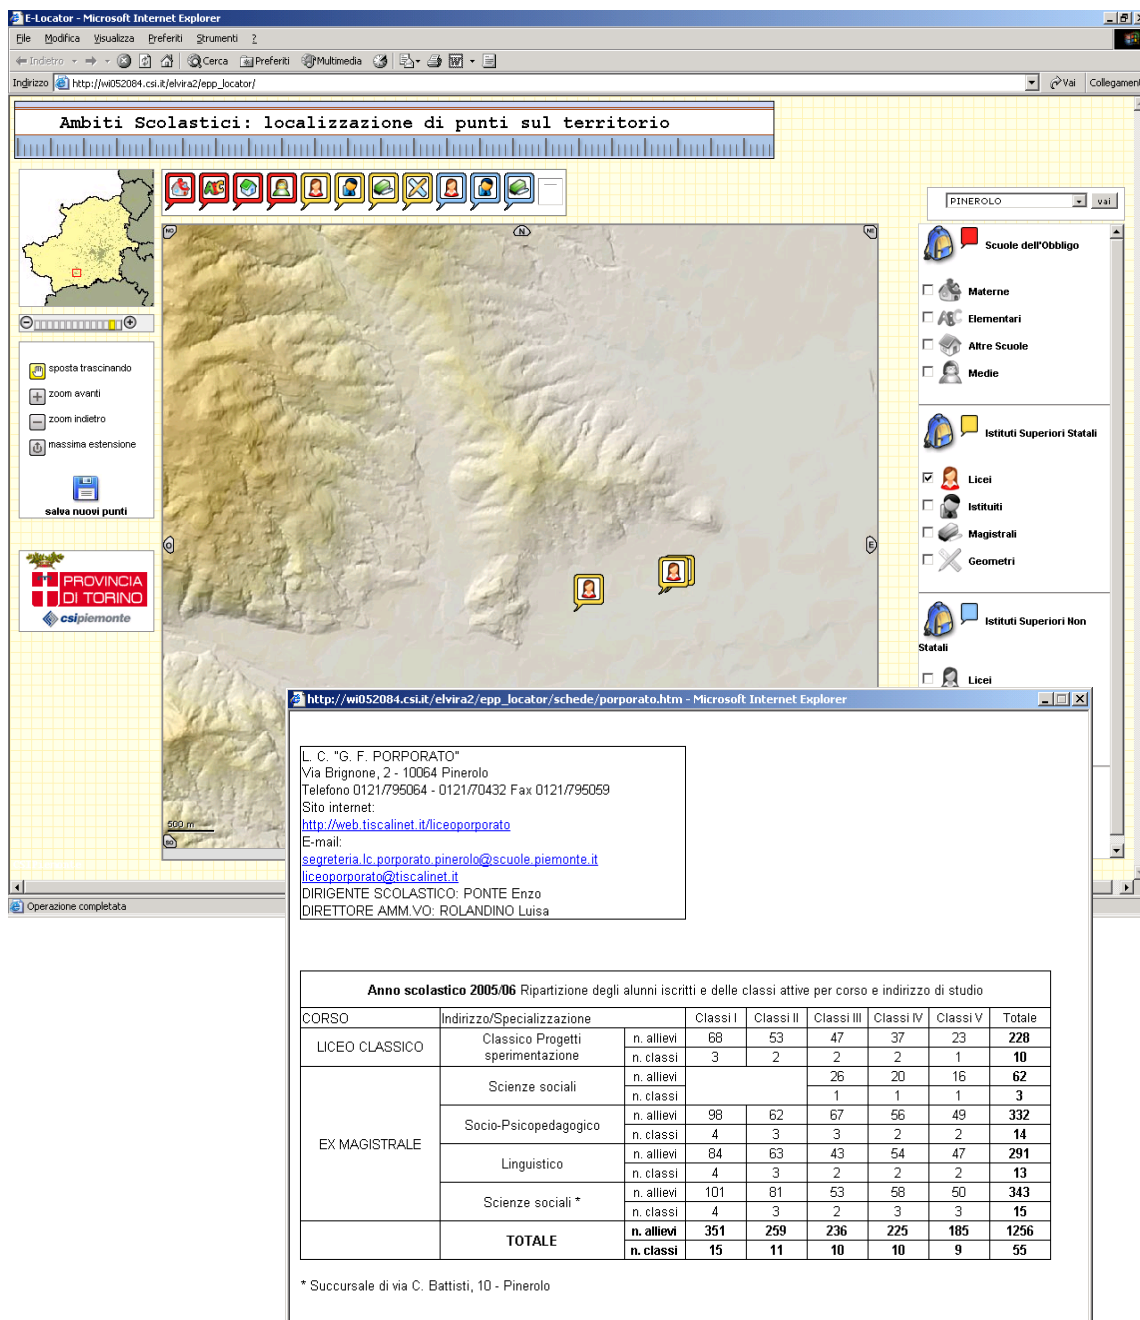 E-Locator - Microsoft Internet Explorer
File Modifica Visualizza Preferiti Strumenti ?
Indietro Cerca Preferiti Multimedia
Indirizzo http://wi052084.csi.it/elvira2/epp_locator/ Vai Collegament
Ambiti Scolastici: localizzazione di punti sul territorio
PINEROLO vai
NO N NE
Scuole dell'Obbligo
Materne
ABC Elementari
Altre Scuole
Medie
sposta trascinando
zoom avanti
zoom indietro
massima estensione
salva nuovi punti
Istituti Superiori Statali
Licei
Istituiti
Magistrali
Geometri
O E
PROVINCIA
DI TORINO
csipiemonte
Istituti Superiori Non
Statali
Licei
500 m
SO
Operazione completata
http://wi052084.csi.it/elvira2/epp_locator/schede/porporato.htm - Microsoft Internet Explorer
L. C. "G. F. PORPORATO"
Via Brignone, 2 - 10064 Pinerolo
Telefono 0121/795064 - 0121/70432 Fax 0121/795059
Sito internet:
http://web.tiscalinet.it/liceoporporato
E-mail:
segreteria.lc.porporato.pinerolo@scuole.piemonte.it
liceoporporato@tiscalinet.it
DIRIGENTE SCOLASTICO: PONTE Enzo
DIRETTORE AMM.VO: ROLANDINO Luisa
Anno scolastico 2005/06 Ripartizione degli alunni iscritti e delle classi attive per corso e indirizzo di studio
CORSO Indirizzo/Specializzazione Classi I Classi II Classi III Classi IV Classi V Totale
LICEO CLASSICO Classico Progetti sperimentazione n. allievi 68 53 47 37 23 228
n. classi 3 2 2 2 1 10
EX MAGISTRALE Scienze sociali n. allievi 26 20 16 62
n. classi 1 1 1 3
Socio-Psicopedagogico n. allievi 98 62 67 56 49 332
n. classi 4 3 3 2 2 14
Linguistico n. allievi 84 63 43 54 47 291
n. classi 4 3 2 2 2 13
Scienze sociali * n. allievi 101 81 53 58 50 343
n. classi 4 3 2 3 3 15
TOTALE n. allievi 351 259 236 225 185 1256
n. classi 15 11 10 10 9 55
* Succursale di via C. Battisti, 10 - Pinerolo